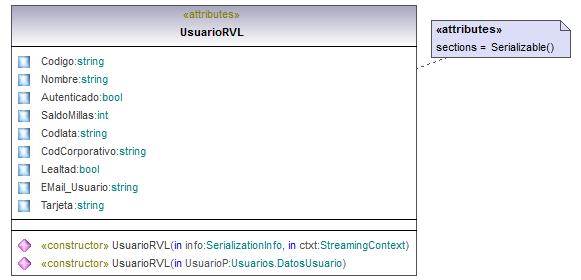 «attributes»
UsuarioRVL
Codigo:string
Nombre:string
Autenticado:bool
SaldoMillas:int
CodIata:string
CodCorporativo:string
Lealtad:bool
EMail_Usuario:string
Tarjeta:string
«constructor» UsuarioRVL(in info:SerializationInfo, in ctxt:StreamingContext)
«constructor» UsuarioRVL(in UsuarioP:Usuarios.DatosUsuario)
«attributes»
sections = Serializable()